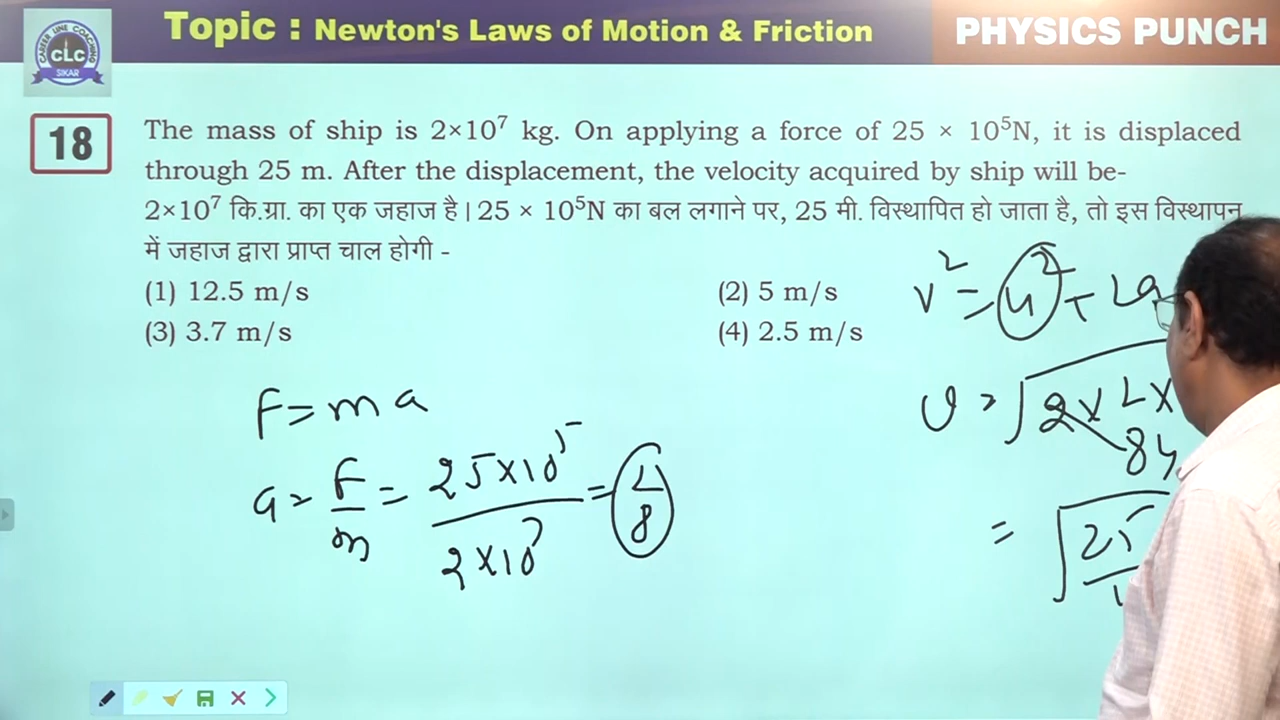 CAREER LINE COACHING
CLC
SIKAR
Topic : Newton's Laws of Motion & Friction
PHYSICS PUNCH
18
The mass of ship is 2×10⁷ kg. On applying a force of 25 × 10⁵N, it is displaced
through 25 m. After the displacement, the velocity acquired by ship will be-
2×10⁷ कि.ग्रा. का एक जहाज है। 25 × 10⁵N का बल लगाने पर, 25 मी. विस्थापित हो जाता है, तो इस विस्थापन
में जहाज द्वारा प्राप्त चाल होगी -
(1) 12.5 m/s
(2) 5 m/s
(3) 3.7 m/s
(4) 2.5 m/s
v² = u² +
F = m a
a = F/m = 25×10⁵ / 2×10⁷ = 1/8